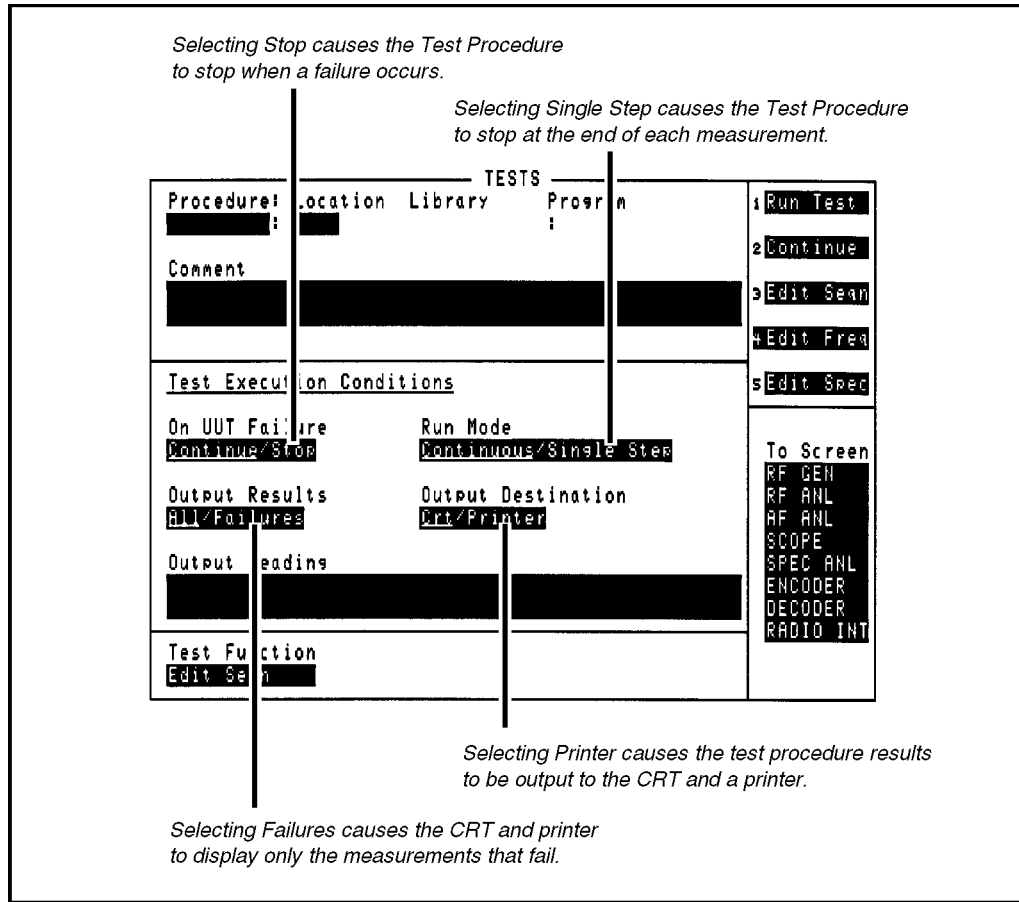 Selecting Stop causes the Test Procedure
to stop when a failure occurs.
Selecting Single Step causes the Test Procedure
to stop at the end of each measurement.
TESTS
Procedure: Location Library Program
: :
Comment
1 Run Test
2 Continue
3 Edit Seqn
4 Edit Freq
5 Edit Spec
Test Execution Conditions
On UUT Failure Run Mode
Continue/Stop Continuous/Single Step
Output Results Output Destination
All/Failures Crt/Printer
Output Heading
Test Function
Edit Seqn
To Screen
RF GEN
RF ANL
AF ANL
SCOPE
SPEC ANL
ENCODER
DECODER
RADIO INT
Selecting Printer causes the test procedure results
to be output to the CRT and a printer.
Selecting Failures causes the CRT and printer
to display only the measurements that fail.